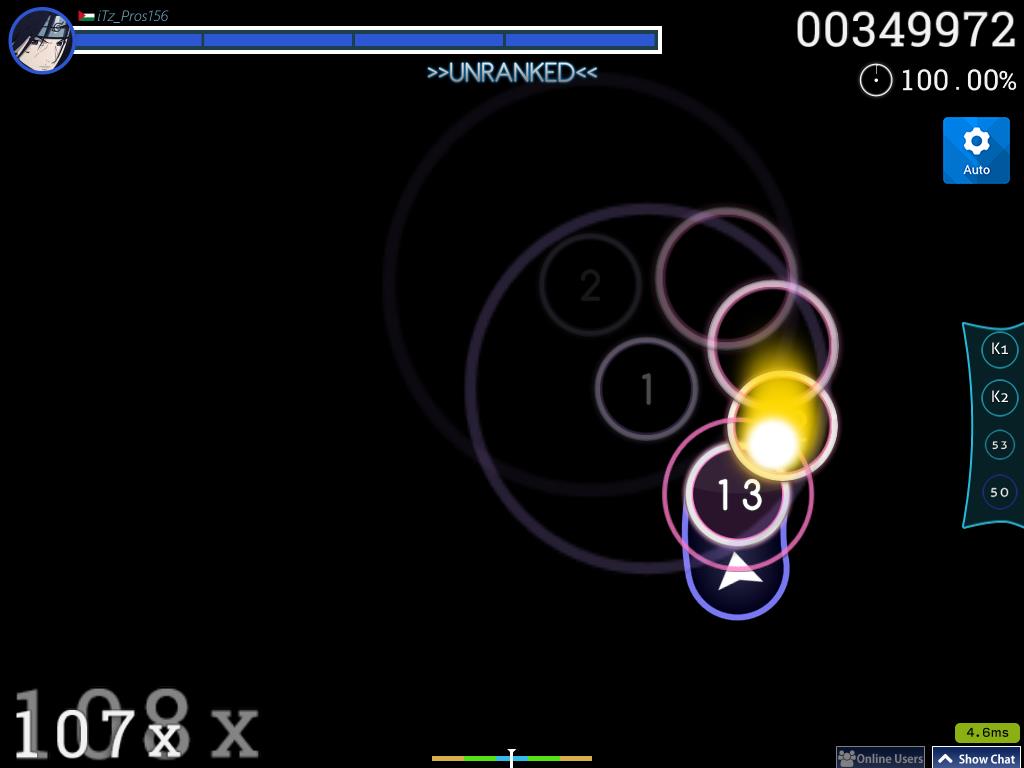 iTz_Pros156
00349972
>>UNRANKED<<
100.00%
Auto
2
1
K1
K2
53
50
13
108x
107x
4.6ms
Online Users
Show Chat